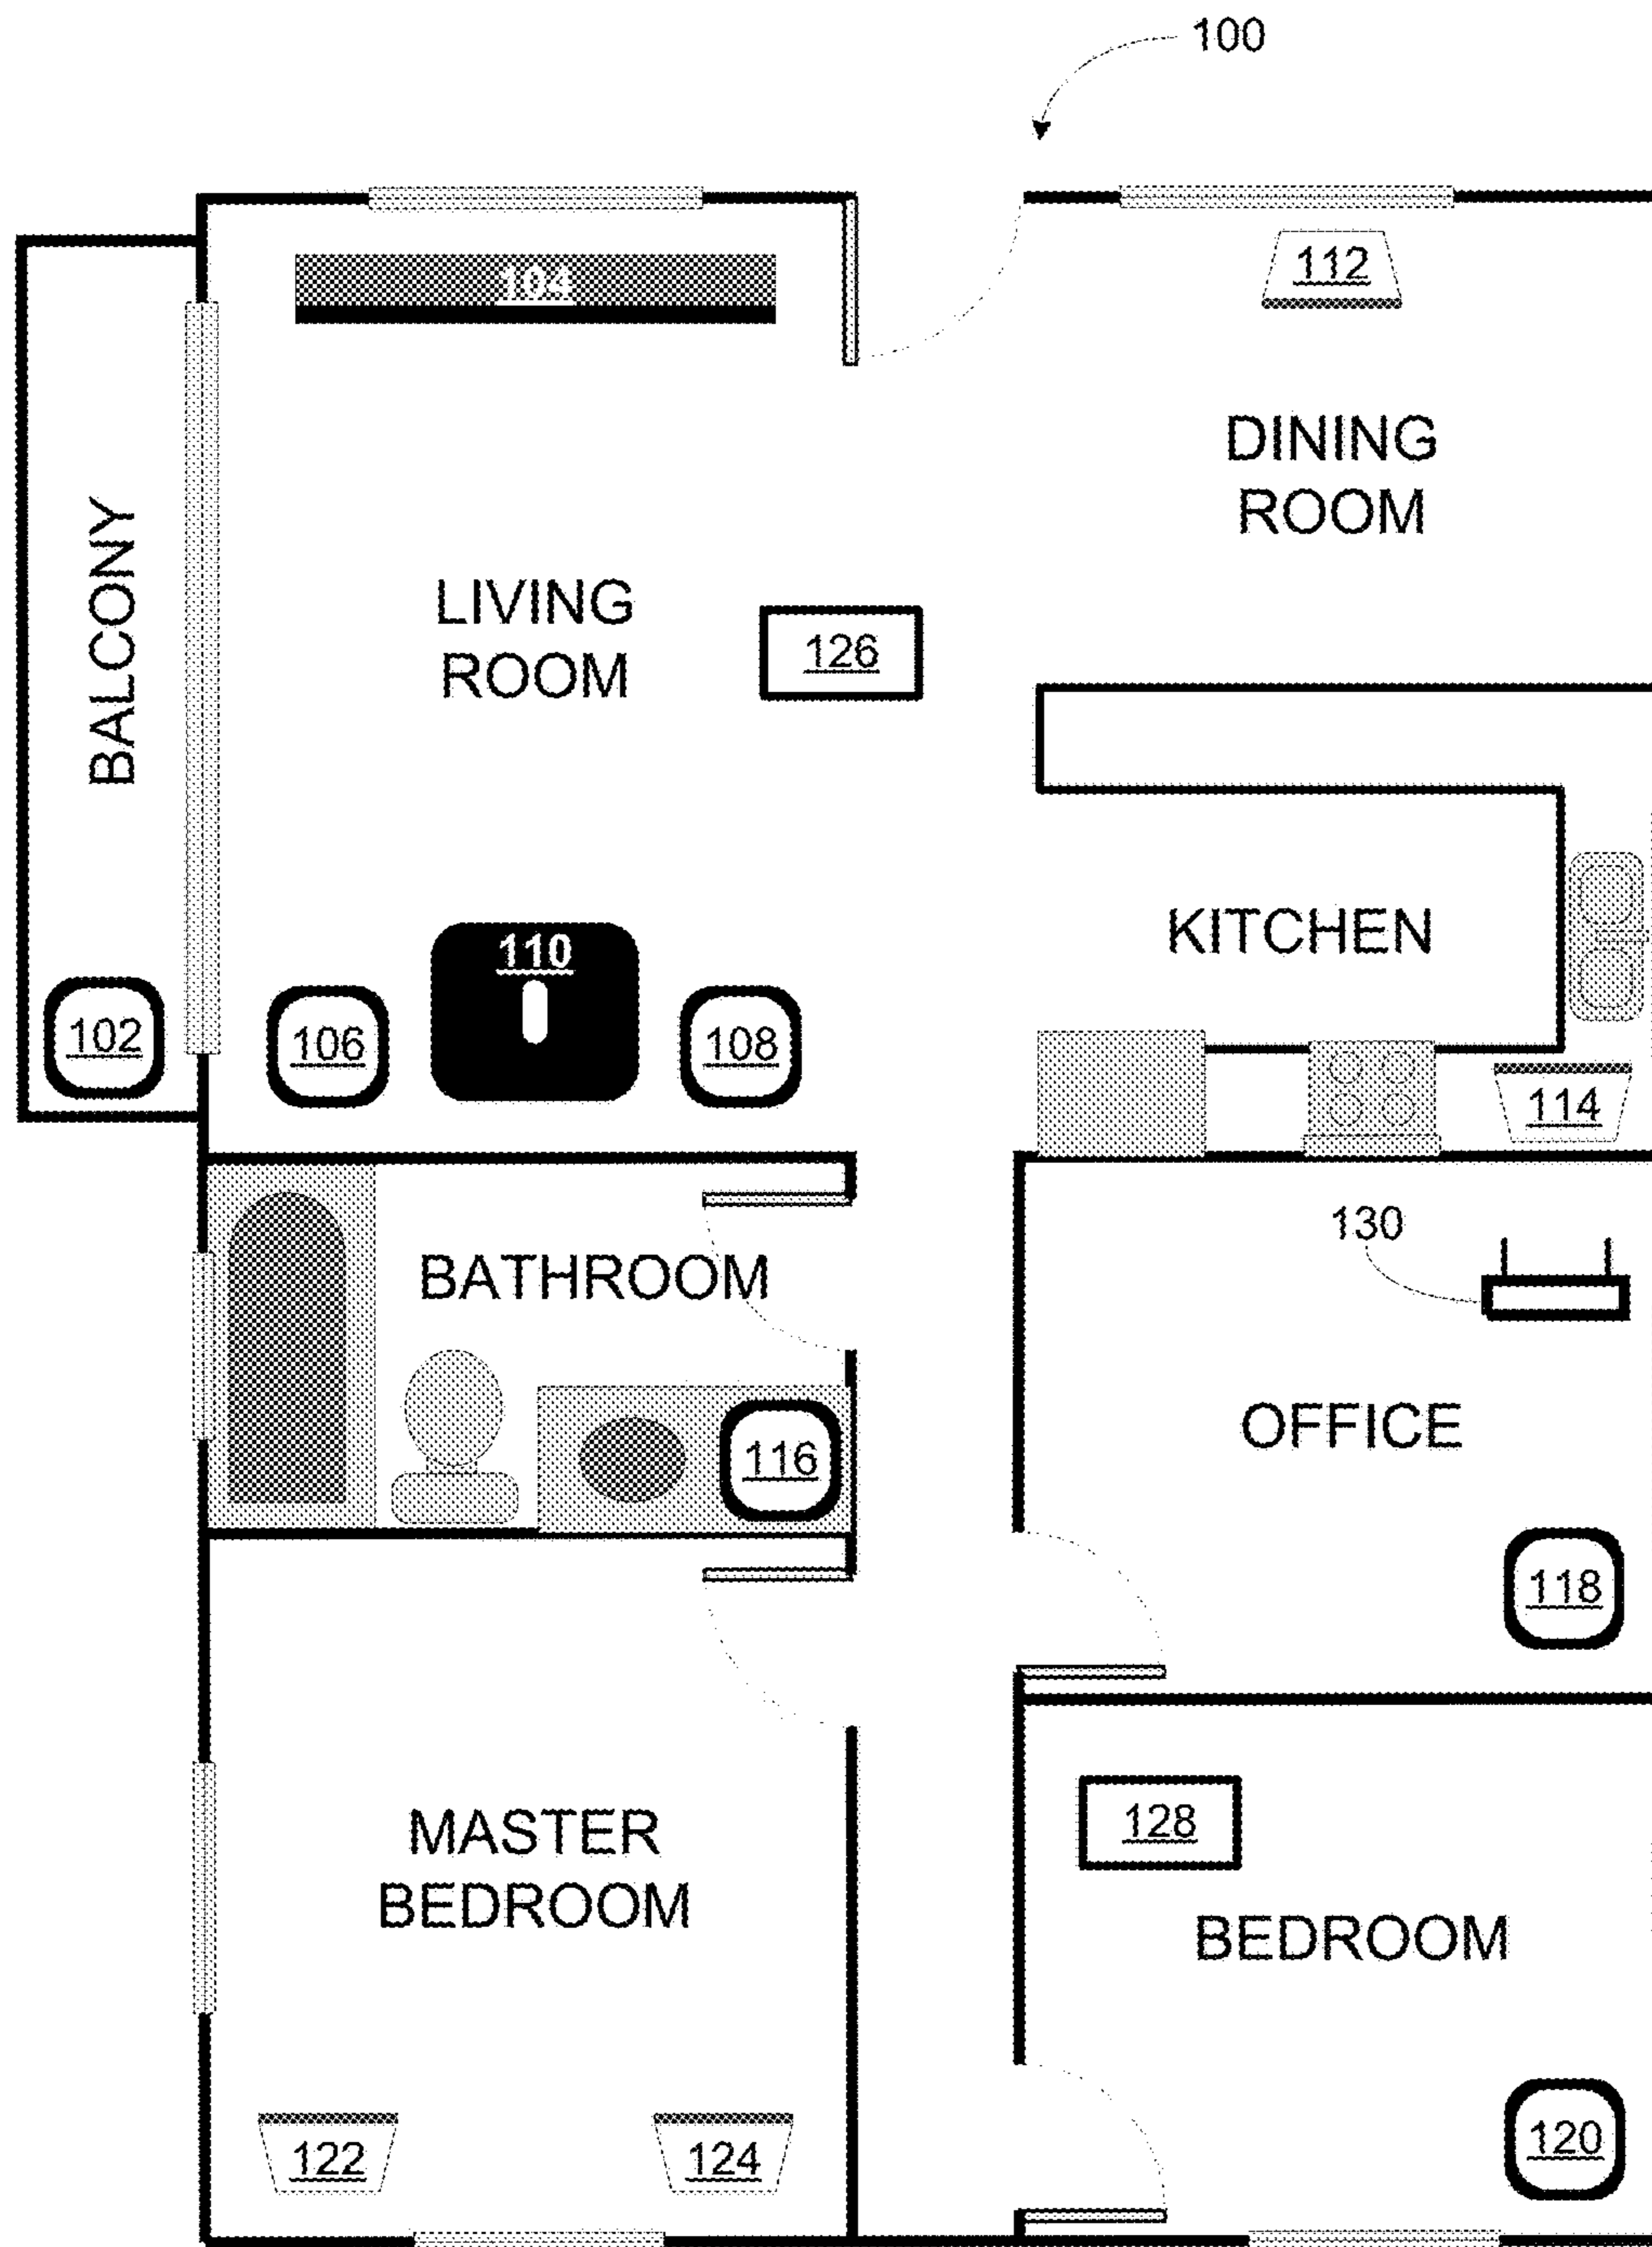 100
104
112
DINING
ROOM
BALCONY
LIVING
ROOM
126
KITCHEN
110
102
106
108
114
130
BATHROOM
OFFICE
116
118
128
MASTER
BEDROOM
BEDROOM
122
124
120